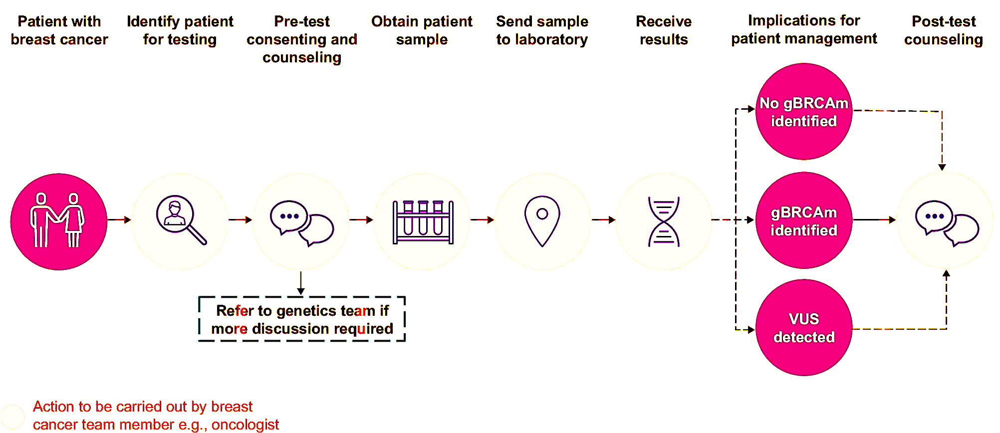 Patient with
breast cancer
Identify patient
for testing
Pre-test
consenting and
counseling
Obtain patient
sample
Send sample
to laboratory
Receive
results
Implications for
patient management
Post-test
counseling
No gBRCAm
identified
gBRCAm
identified
VUS
detected
Refer to genetics team if
more discussion required
Action to be carried out by breast
cancer team member e.g., oncologist